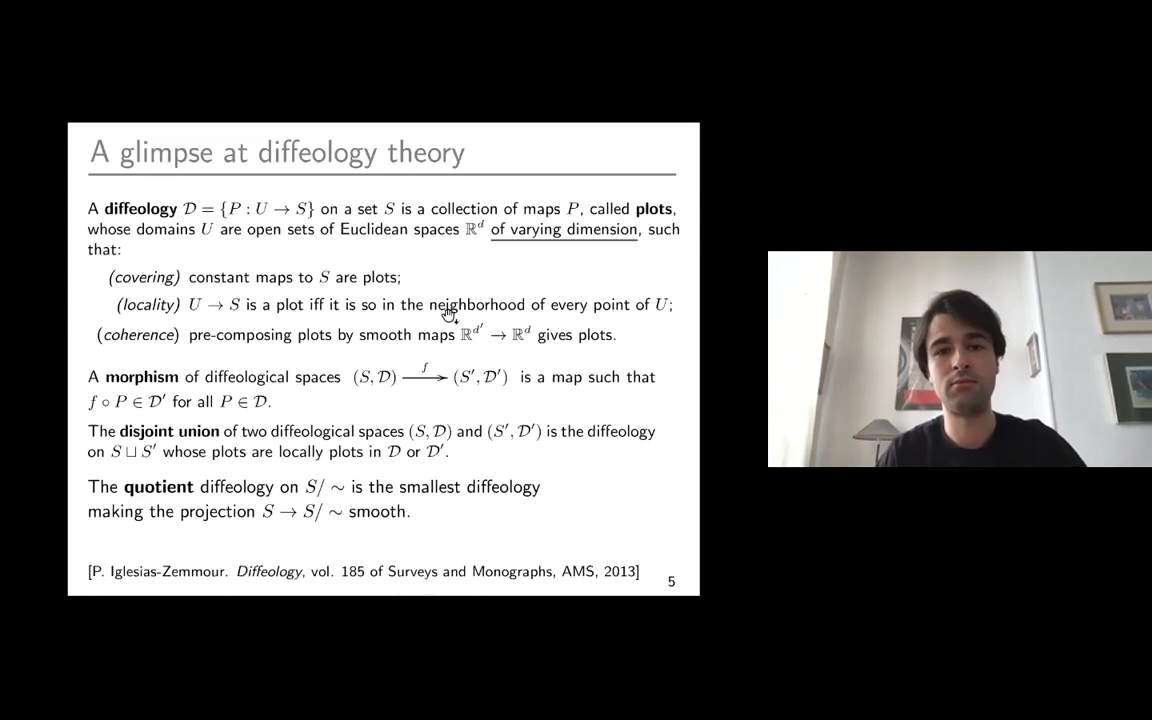 A glimpse at diffeology theory
A diffeology 𝒟 = {P : U → S} on a set S is a collection of maps P, called plots,
whose domains U are open sets of Euclidean spaces ℝᵈ of varying dimension, such
that:
(covering) constant maps to S are plots;
(locality) U → S is a plot iff it is so in the neighborhood of every point of U;
(coherence) pre-composing plots by smooth maps ℝᵈ′ → ℝᵈ gives plots.
A morphism of diffeological spaces (S, 𝒟) —f→ (S′, 𝒟′) is a map such that
f ∘ P ∈ 𝒟′ for all P ∈ 𝒟.
The disjoint union of two diffeological spaces (S, 𝒟) and (S′, 𝒟′) is the diffeology
on S ⊔ S′ whose plots are locally plots in 𝒟 or 𝒟′.
The quotient diffeology on S/ ∼ is the smallest diffeology
making the projection S → S/ ∼ smooth.
[P. Iglesias-Zemmour. Diffeology, vol. 185 of Surveys and Monographs, AMS, 2013]
5